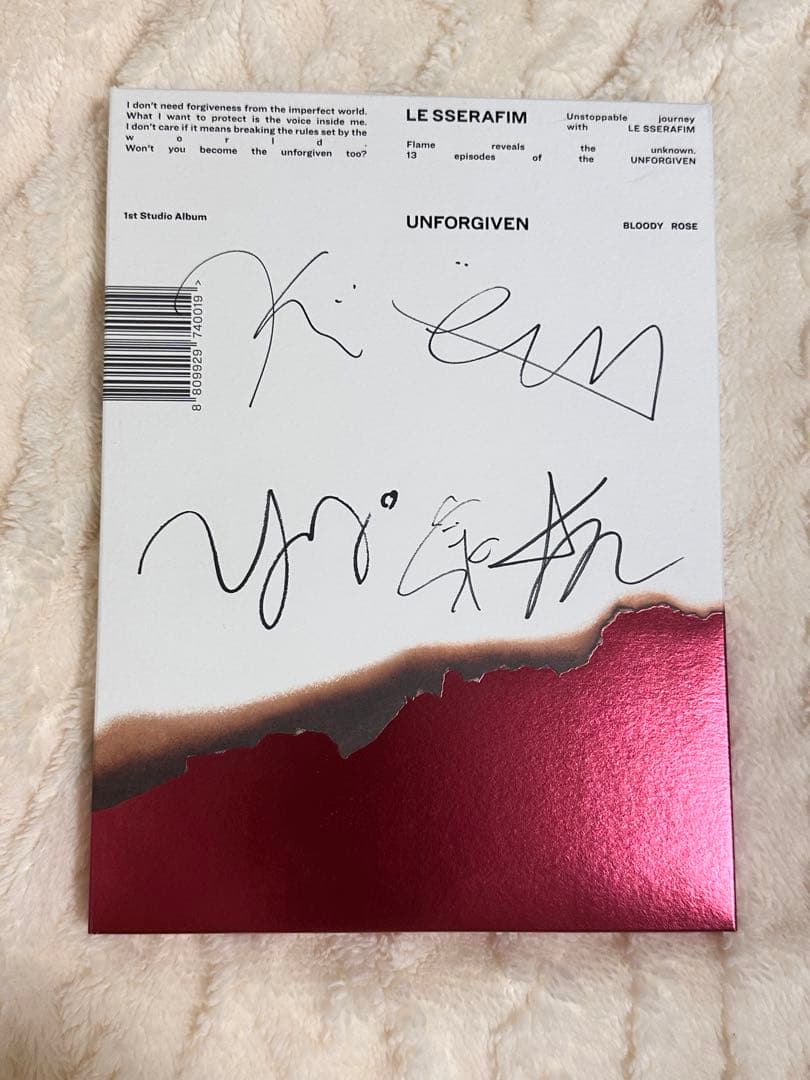 I don't need forgiveness from the imperfect world.
What I want to protect is the voice inside me.
I don't care if it means breaking the rules set by the
w o r l d .
Won't you become the unforgiven too?
LE SSERAFIM
Unstoppable journey
with LE SSERAFIM
Flame reveals the unknown.
13 episodes of the UNFORGIVEN
1st Studio Album
UNFORGIVEN
BLOODY ROSE
8 809929 740019 >